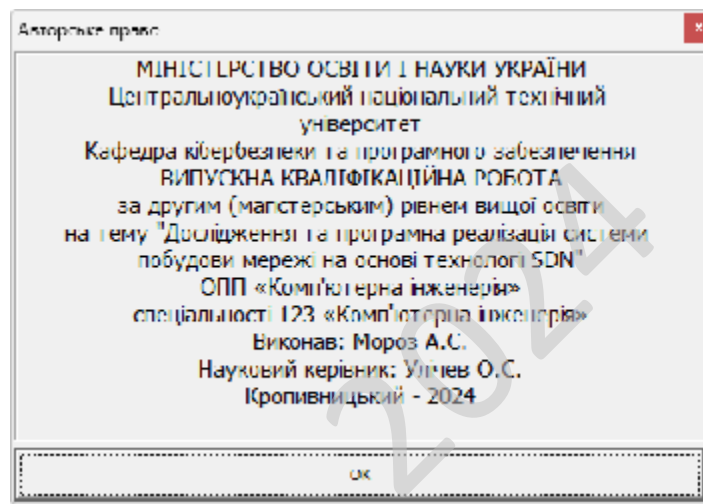 Авторське право
МІНІСТЕРСТВО ОСВІТИ І НАУКИ УКРАЇНИ
Центральноукраїнський національний технічний
університет
Кафедра кібербезпеки та програмного забезпечення
ВИПУСКНА КВАЛІФІКАЦІЙНА РОБОТА
за другим (магістерським) рівнем вищої освіти
на тему "Дослідження та програмна реалізація системи
побудови мережі на основі технології SDN"
ОПП «Комп'ютерна інженерія»
спеціальності 123 «Комп'ютерна інженерія»
Виконав: Мороз А.С.
Науковий керівник: Улічев О.С.
Кропивницький - 2024
2024
ОК